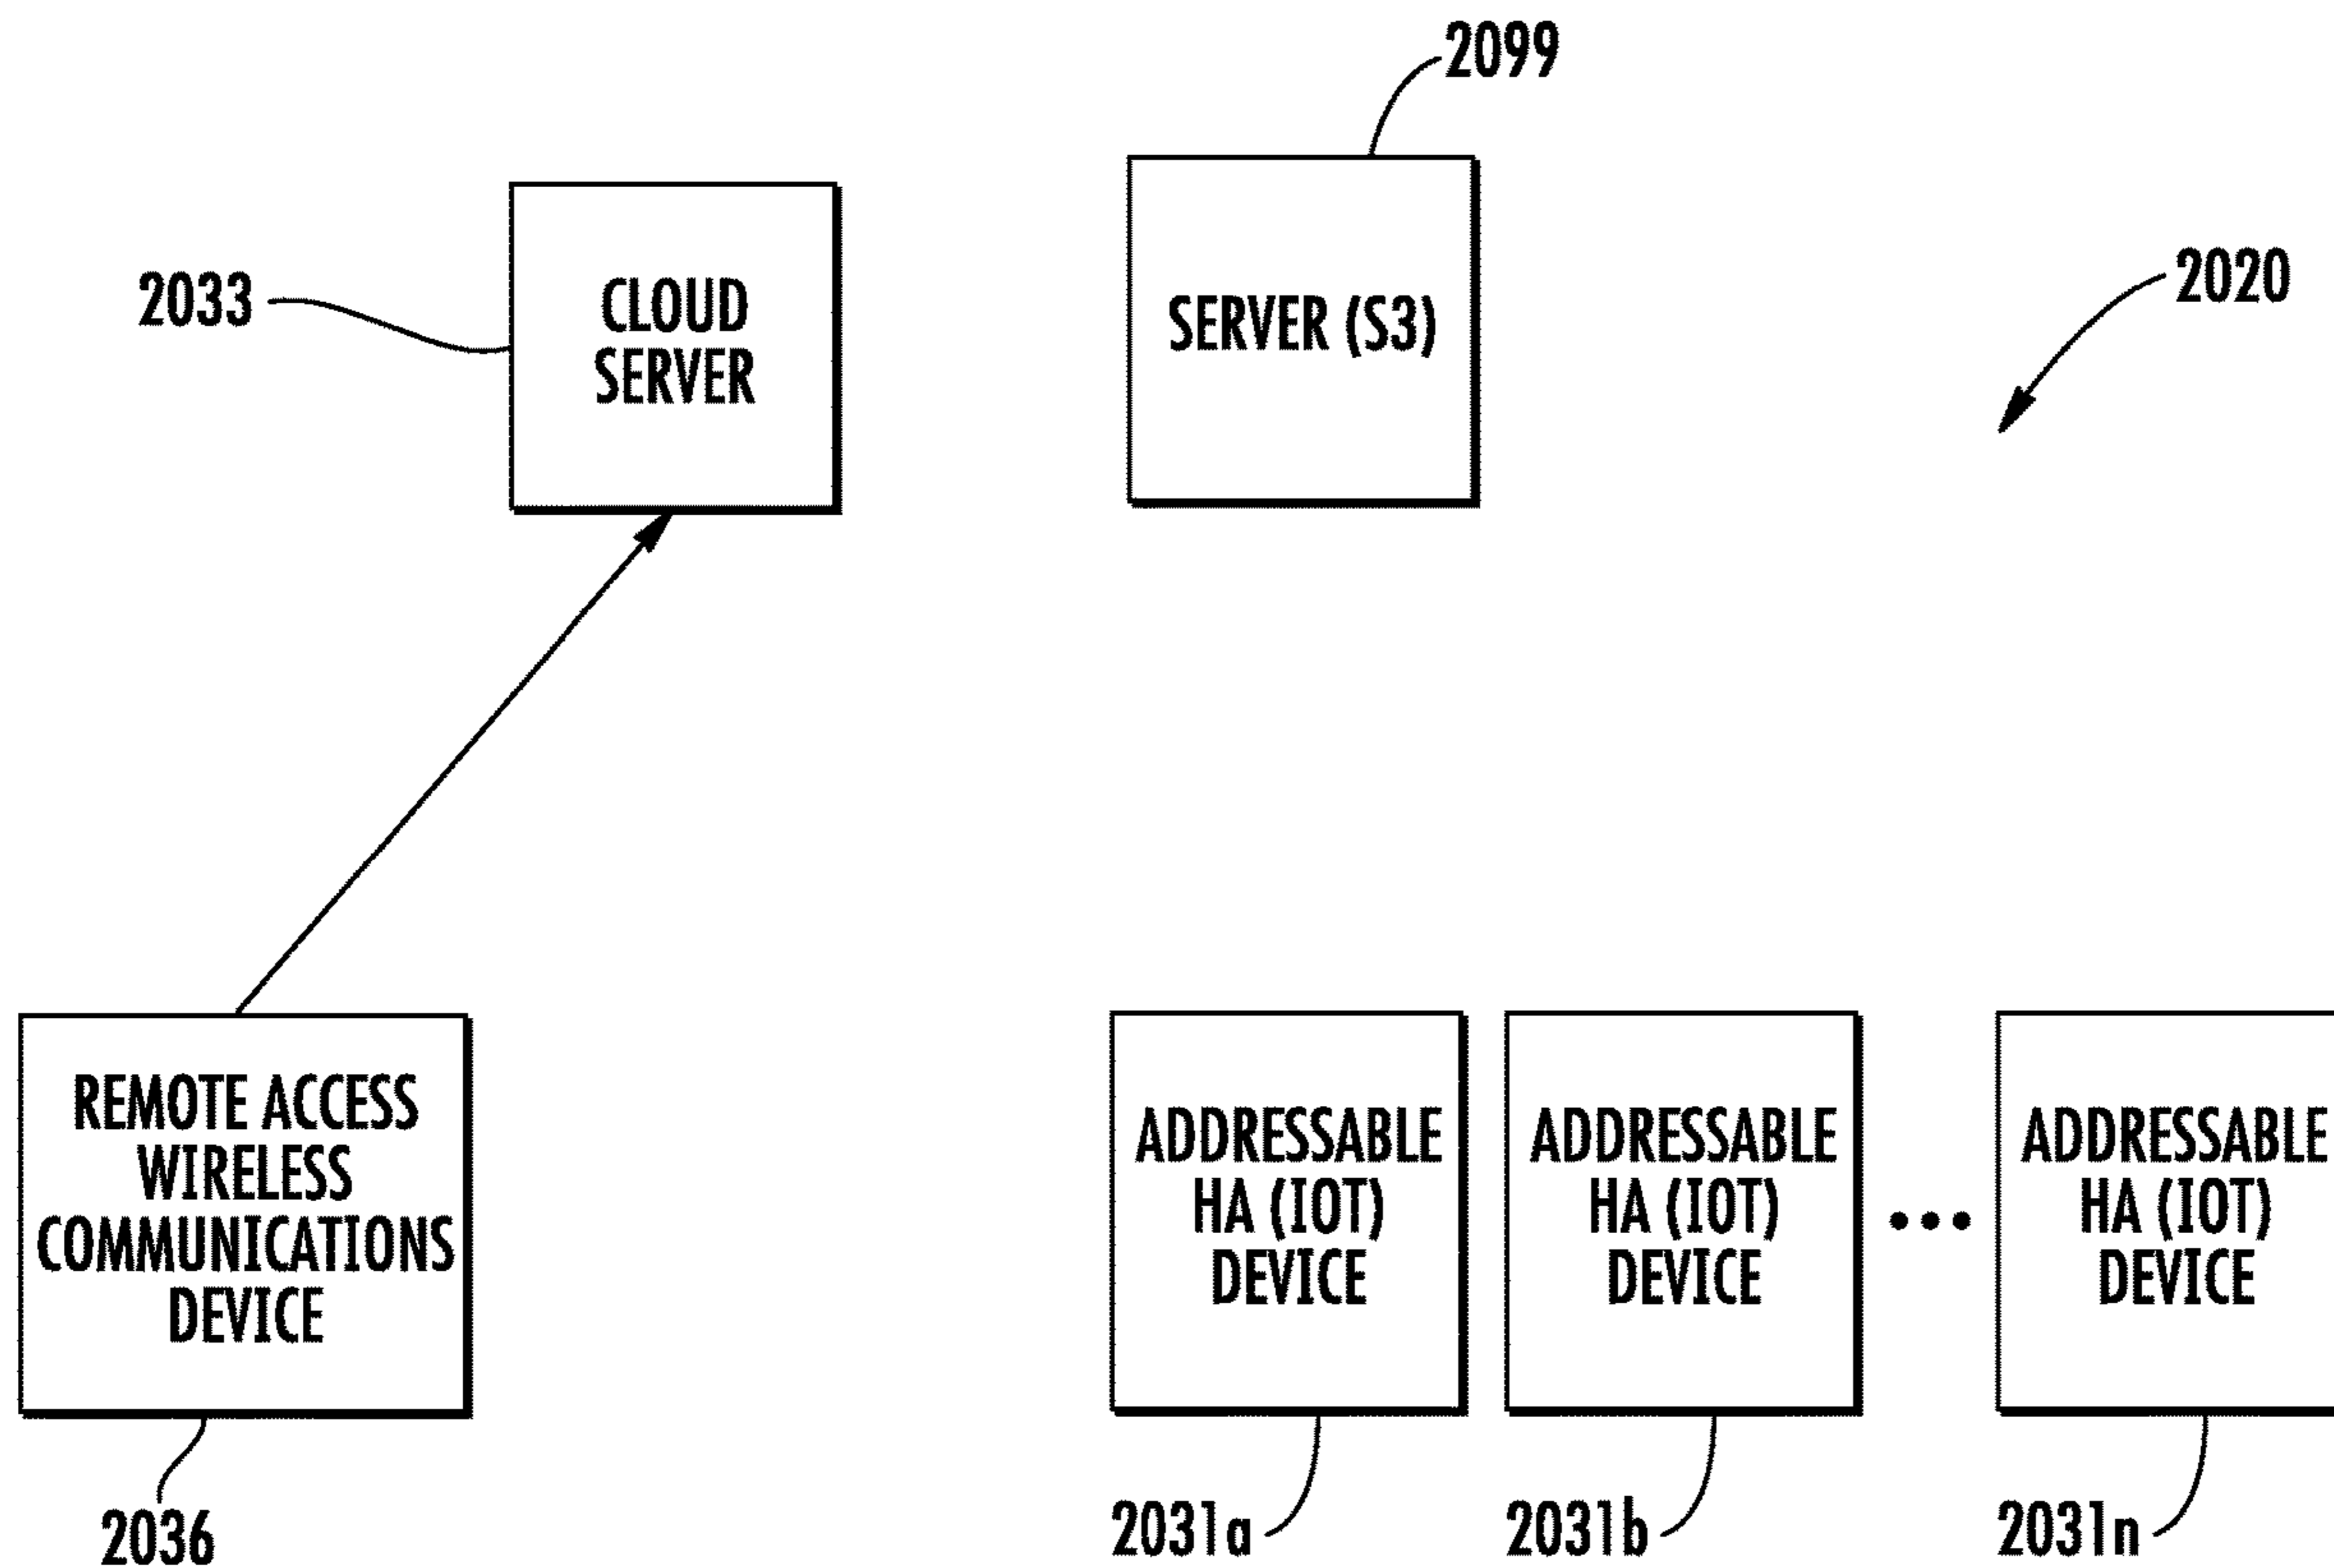 2099
2033
CLOUD
SERVER
SERVER (S3)
2020
REMOTE ACCESS
WIRELESS
COMMUNICATIONS
DEVICE
ADDRESSABLE
HA (IOT)
DEVICE
ADDRESSABLE
HA (IOT)
DEVICE
•••
ADDRESSABLE
HA (IOT)
DEVICE
2036
2031a
2031b
2031n